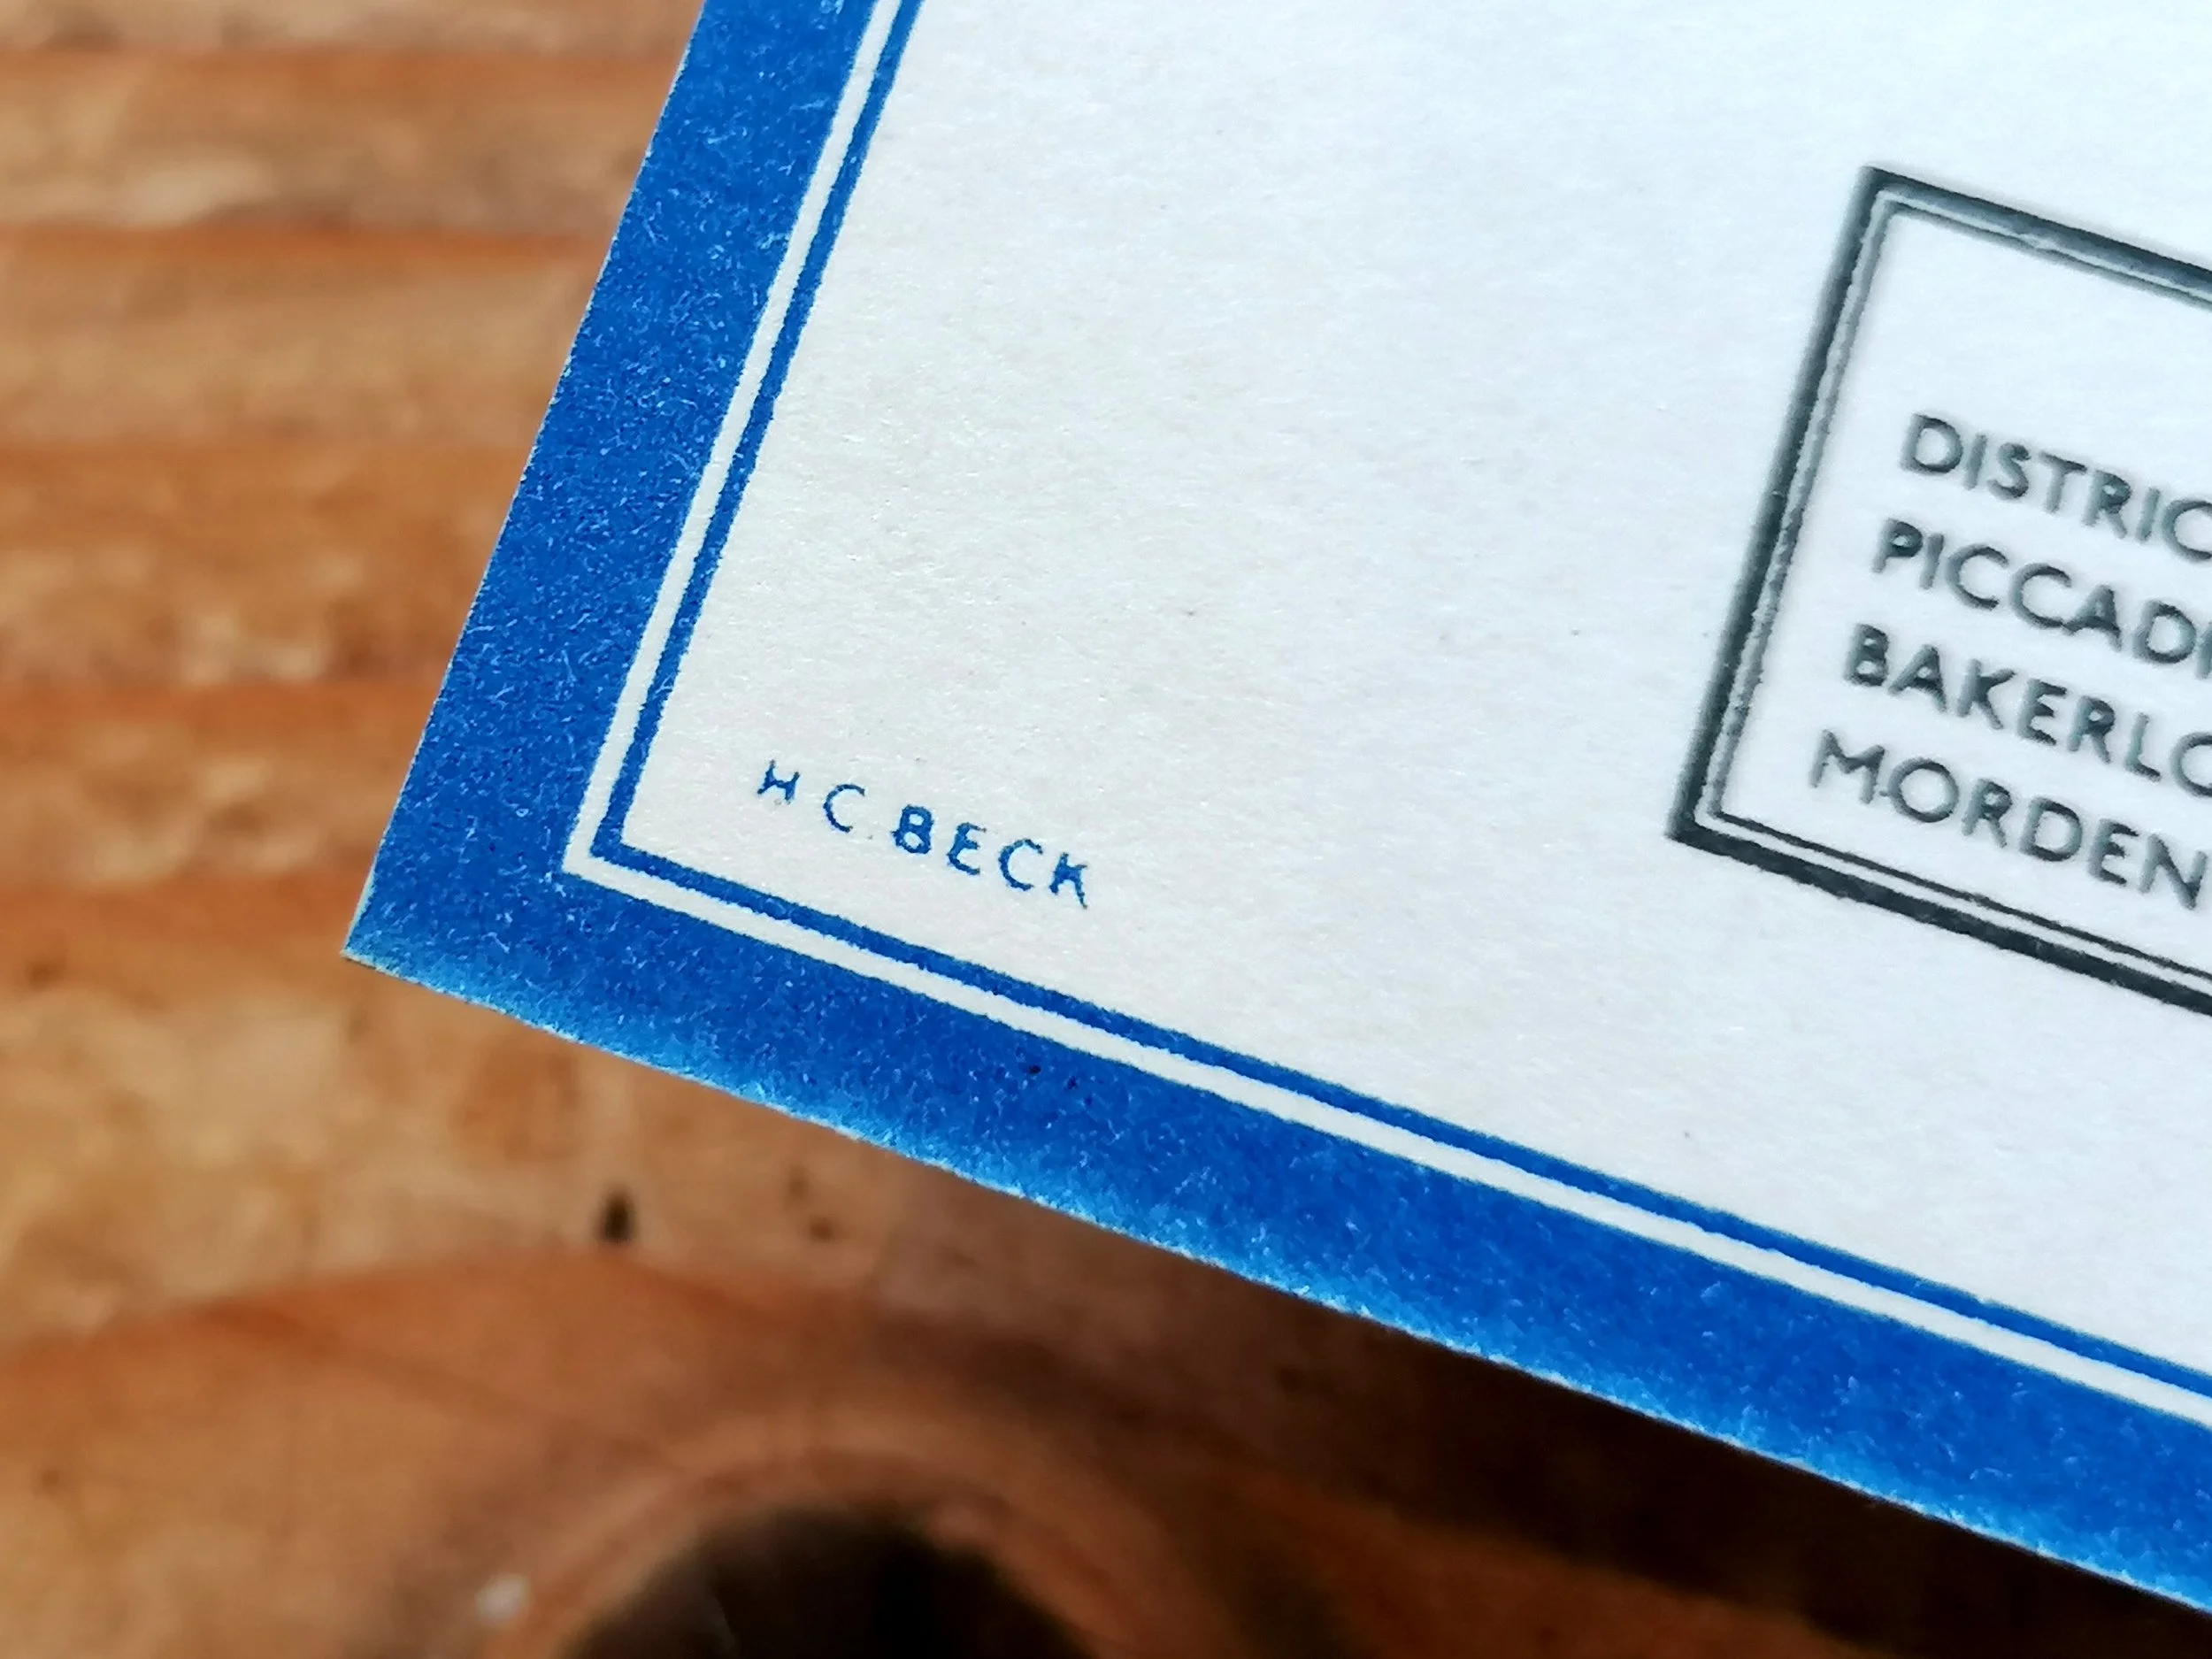 H.C.BECK
DISTRIC
PICCADI
BAKERLO
MORDEN